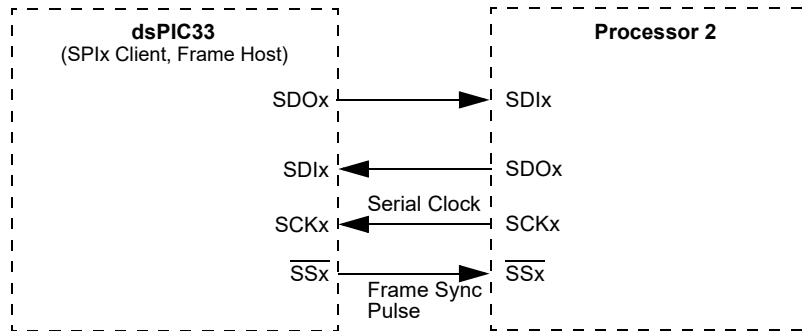 dsPIC33
(SPIx Client, Frame Host)
Processor 2
SDOx
SDIx
SDIx
SDOx
Serial Clock
SCKx
SCKx
SSx
SSx
Frame Sync
Pulse